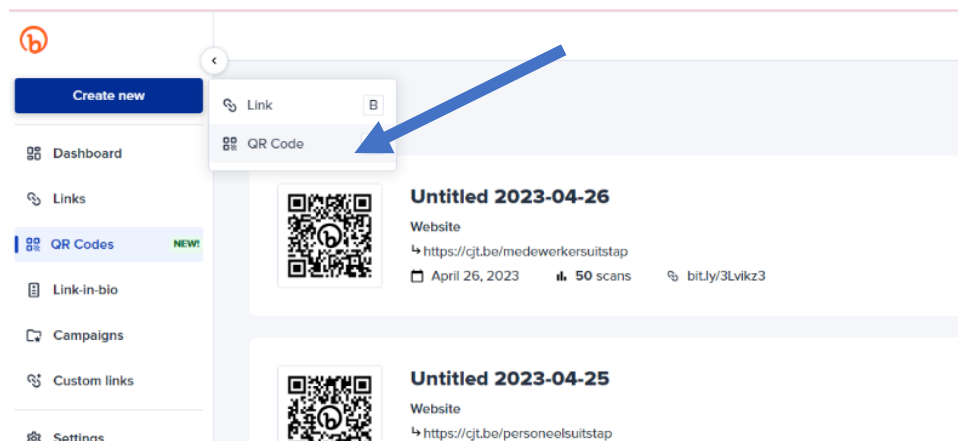 Create new
Link B
QR Code
Dashboard
Links
QR Codes NEW!
Link-in-bio
Campaigns
Custom links
Settings
Untitled 2023-04-26
Website
https://cjt.be/medewerkersuitstap
April 26, 2023 50 scans bit.ly/3Lvikz3
Untitled 2023-04-25
Website
https://cjt.be/personeelsuitstap